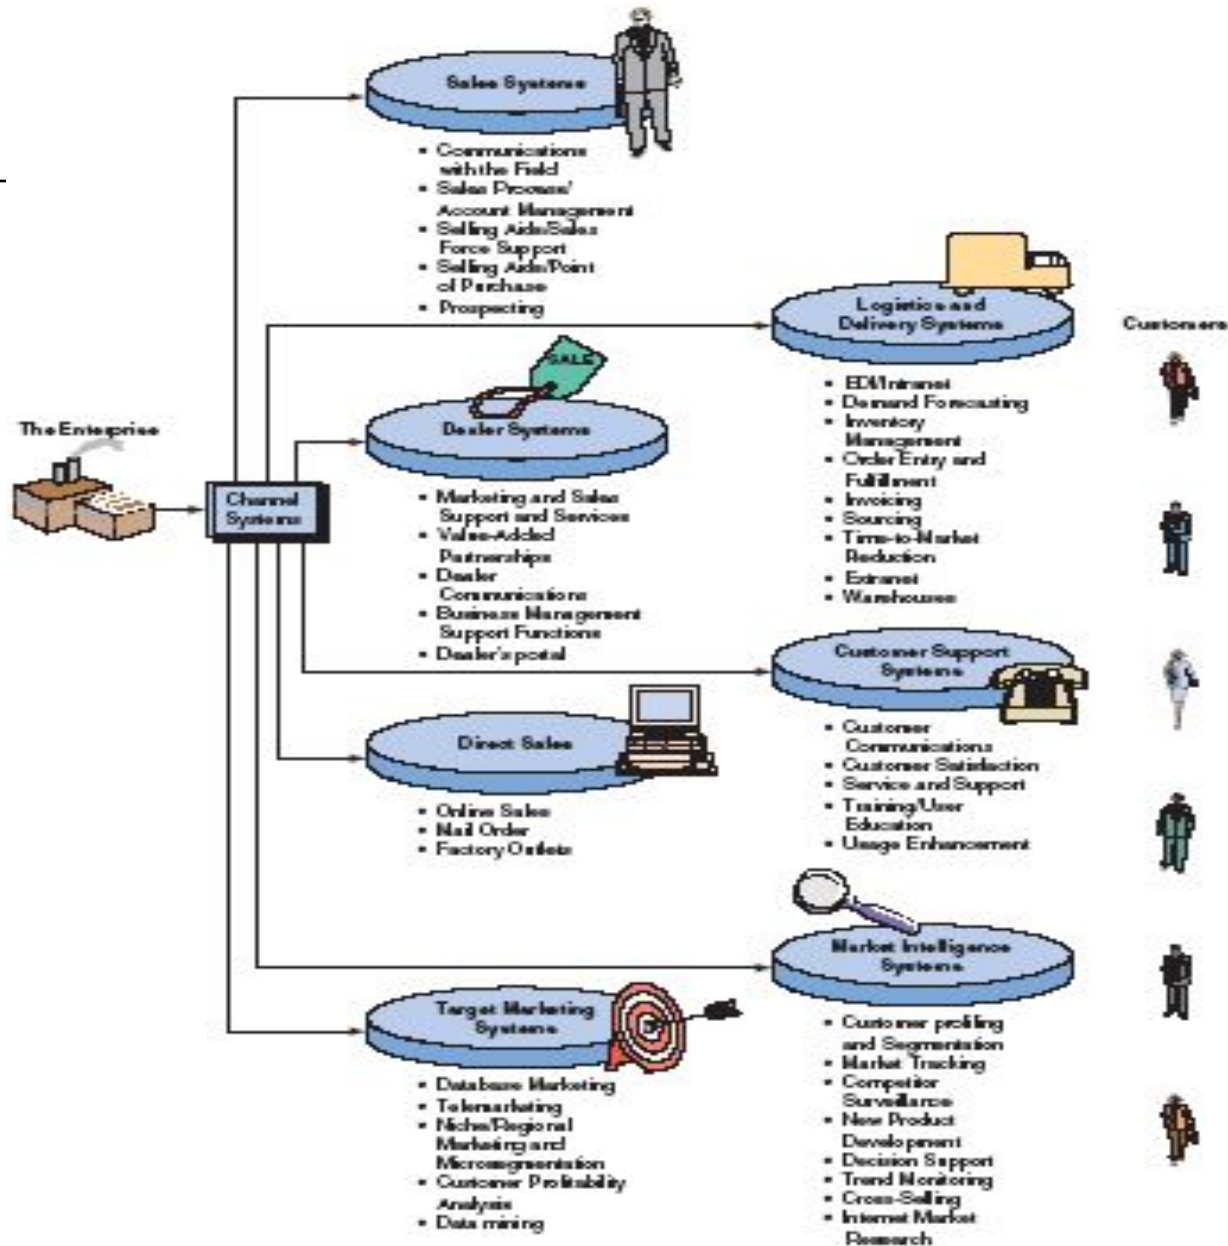 Sales Systems
• Communications
with the Field
• Sales Process/
Account Management
• Selling Aids/Sales
Force Support
• Selling Aids/Point
of Purchase
• Prospecting
Logistics and
Delivery Systems
• EDI/Intranet
• Demand Forecasting
• Inventory
Management
• Order Entry and
Fulfillment
• Invoicing
• Sourcing
• Time-to-Market
Reduction
• Extranet
• Warehouses
Customers
SALE
Dealer Systems
• Marketing and Sales
Support and Services
• Value-Added
Partnerships
• Dealer
Communications
• Business Management
Support Functions
• Dealer's portal
The Enterprise
Channel
Systems
Customer Support
Systems
• Customer
Communications
• Customer Satisfaction
• Service and Support
• Training/User
Education
• Usage Enhancement
Direct Sales
• Online Sales
• Mail Order
• Factory Outlets
Market Intelligence
Systems
• Customer profiling
and Segmentation
• Market Tracking
• Competitor
Surveillance
• New Product
Development
• Decision Support
• Trend Monitoring
• Cross-Selling
• Internet Market
Research
Target Marketing
Systems
• Database Marketing
• Telemarketing
• Niche/Regional
Marketing and
Microsegmentation
• Customer Profitability
Analysis
• Data mining